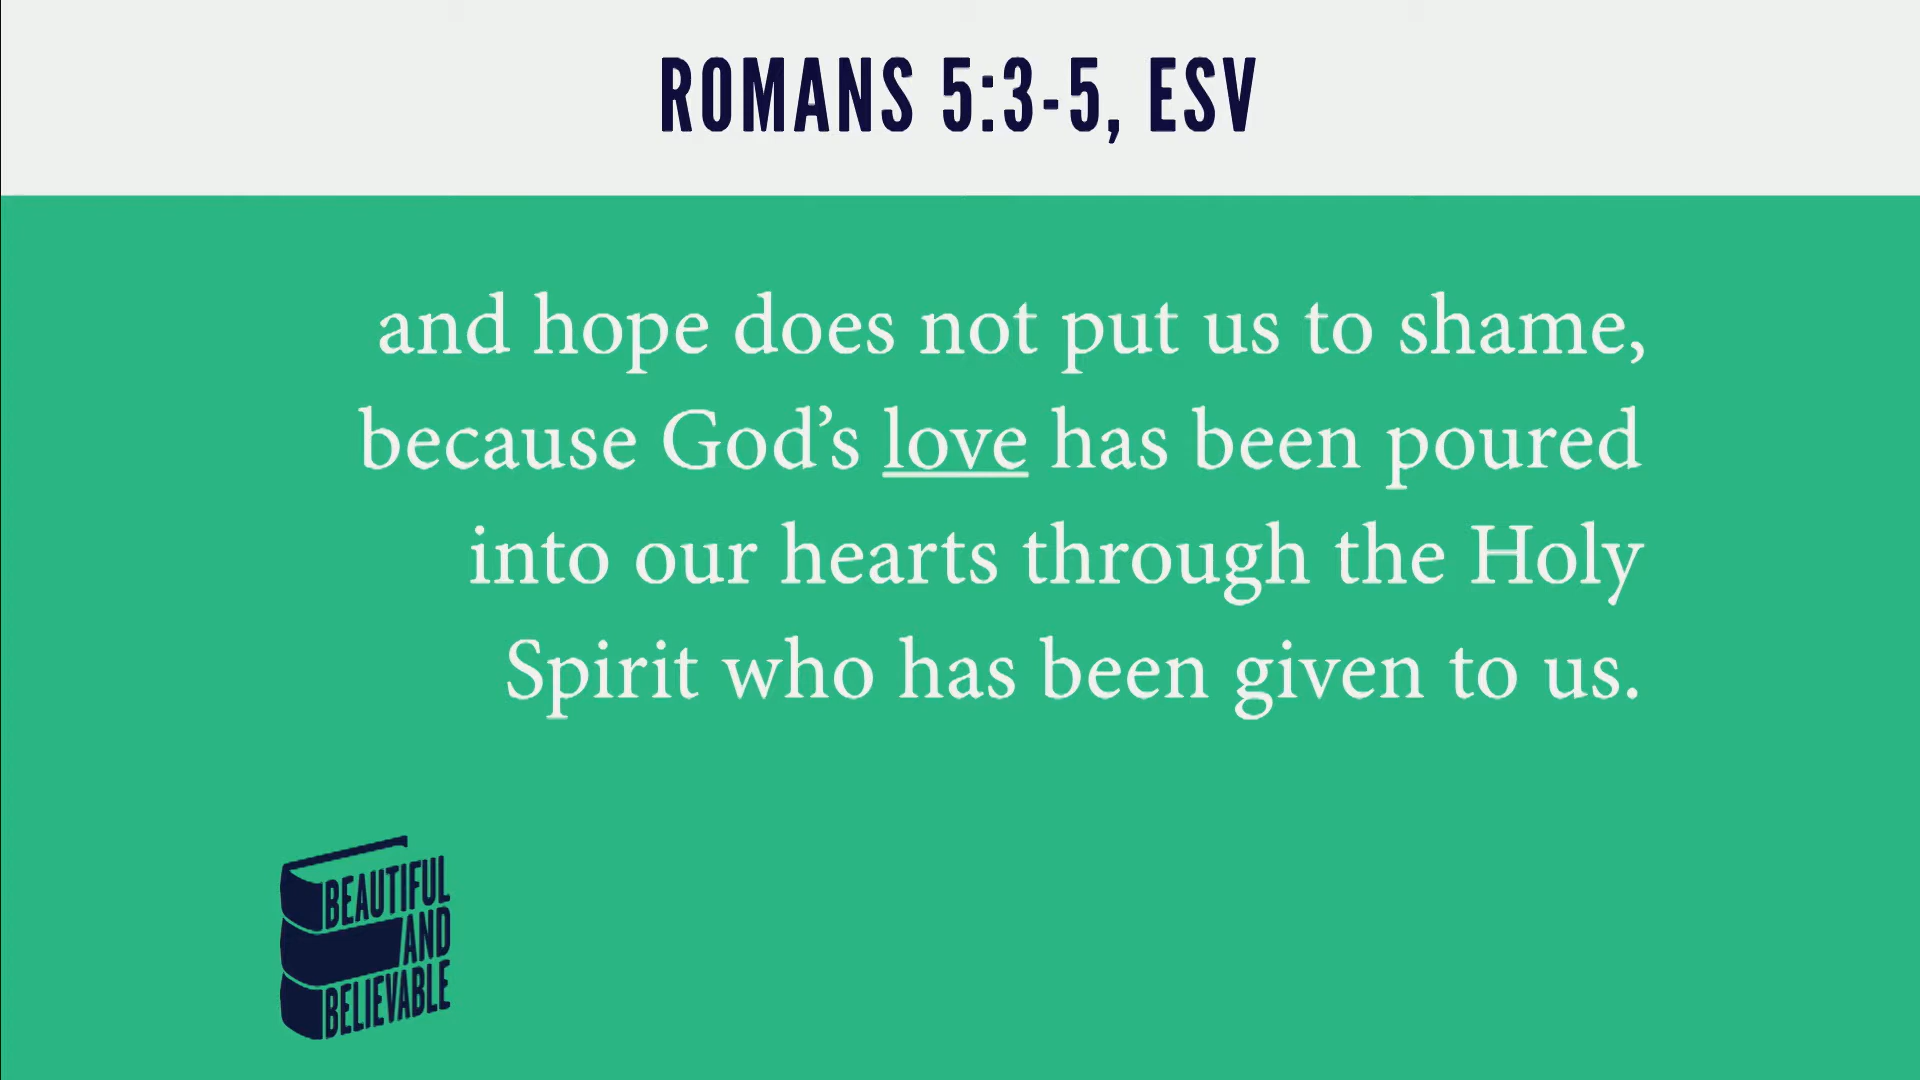 ROMANS 5:3-5, ESV
and hope does not put us to shame,
because God’s love has been poured
into our hearts through the Holy
Spirit who has been given to us.
BEAUTIFUL
AND
BELIEVABLE